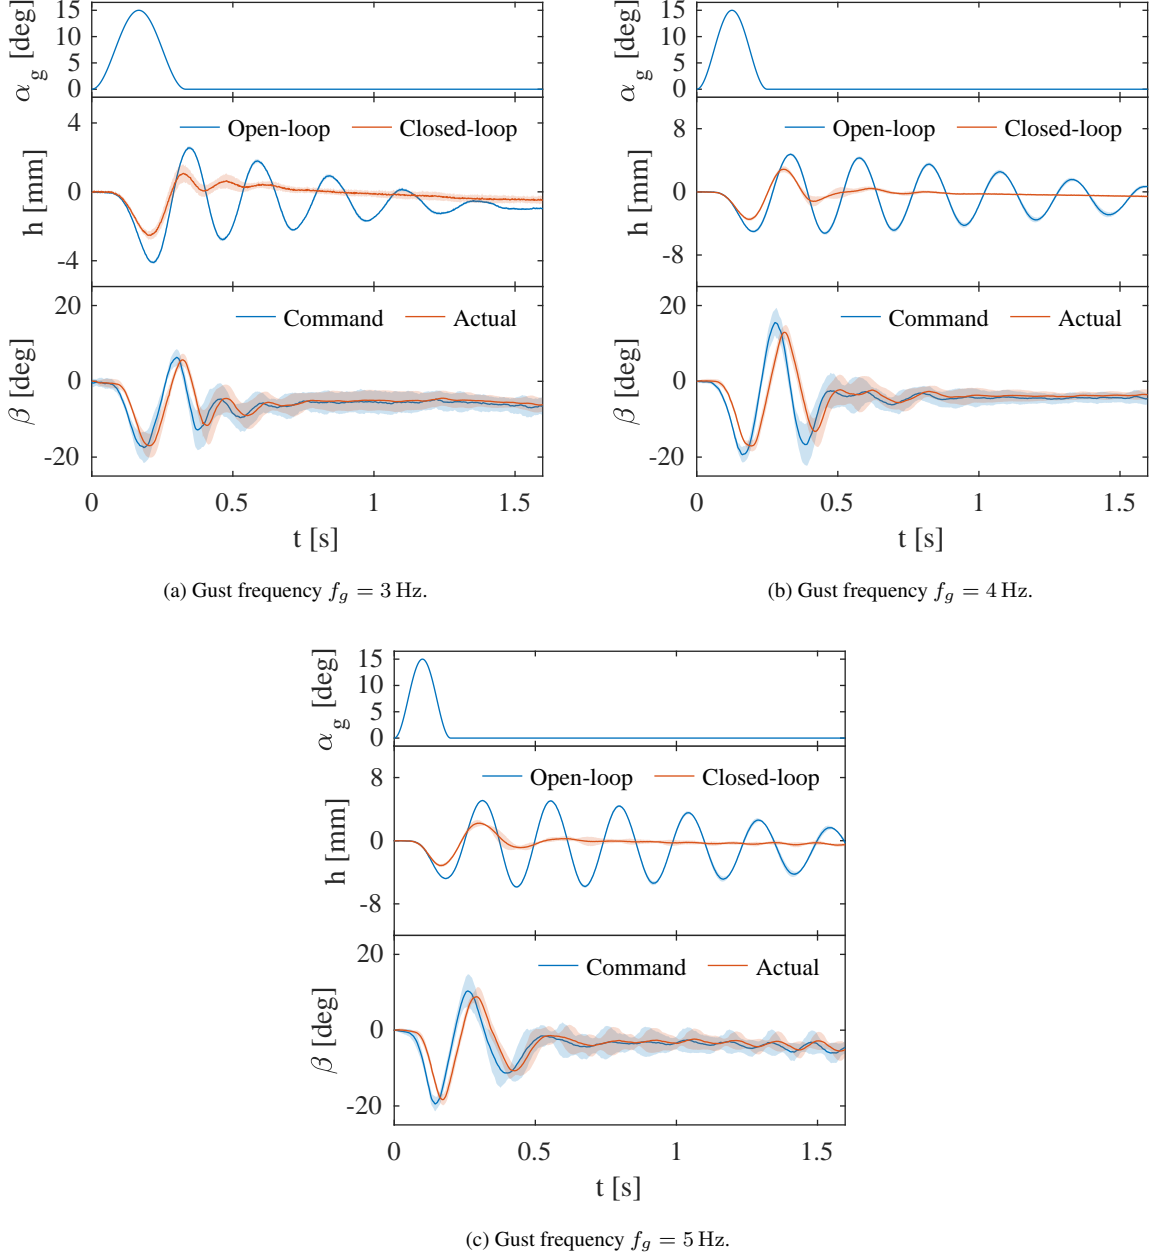 15
10
5
0
α_g [deg]
Open-loop Closed-loop
4
0
-4
h [mm]
Command Actual
20
0
-20
β [deg]
0 0.5 1 1.5
t [s]
(a) Gust frequency f_g = 3 Hz.
15
10
5
0
α_g [deg]
Open-loop Closed-loop
8
0
-8
h [mm]
Command Actual
20
0
-20
β [deg]
0 0.5 1 1.5
t [s]
(b) Gust frequency f_g = 4 Hz.
15
10
5
0
α_g [deg]
Open-loop Closed-loop
8
0
-8
h [mm]
Command Actual
20
0
-20
β [deg]
0 0.5 1 1.5
t [s]
(c) Gust frequency f_g = 5 Hz.